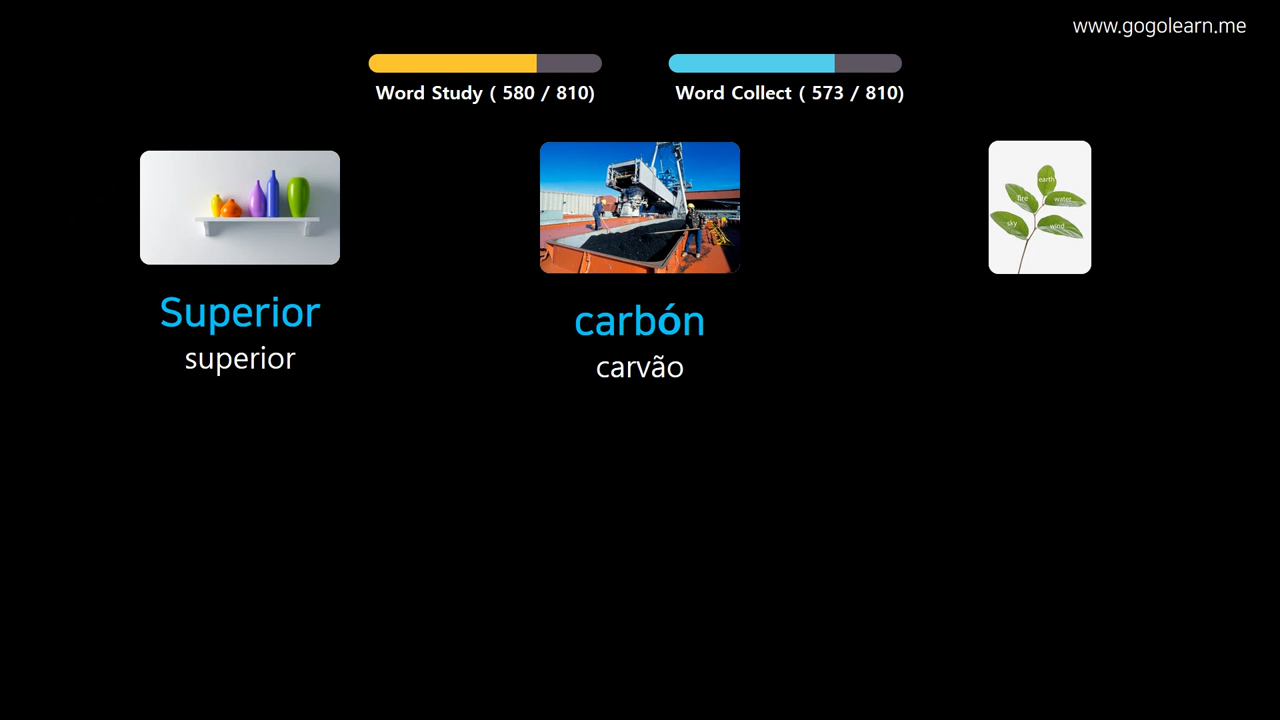 www.gogolearn.me
Word Study ( 580 / 810)
Word Collect ( 573 / 810)
earth
fire
water
sky
wind
Superior
superior
carbón
carvão